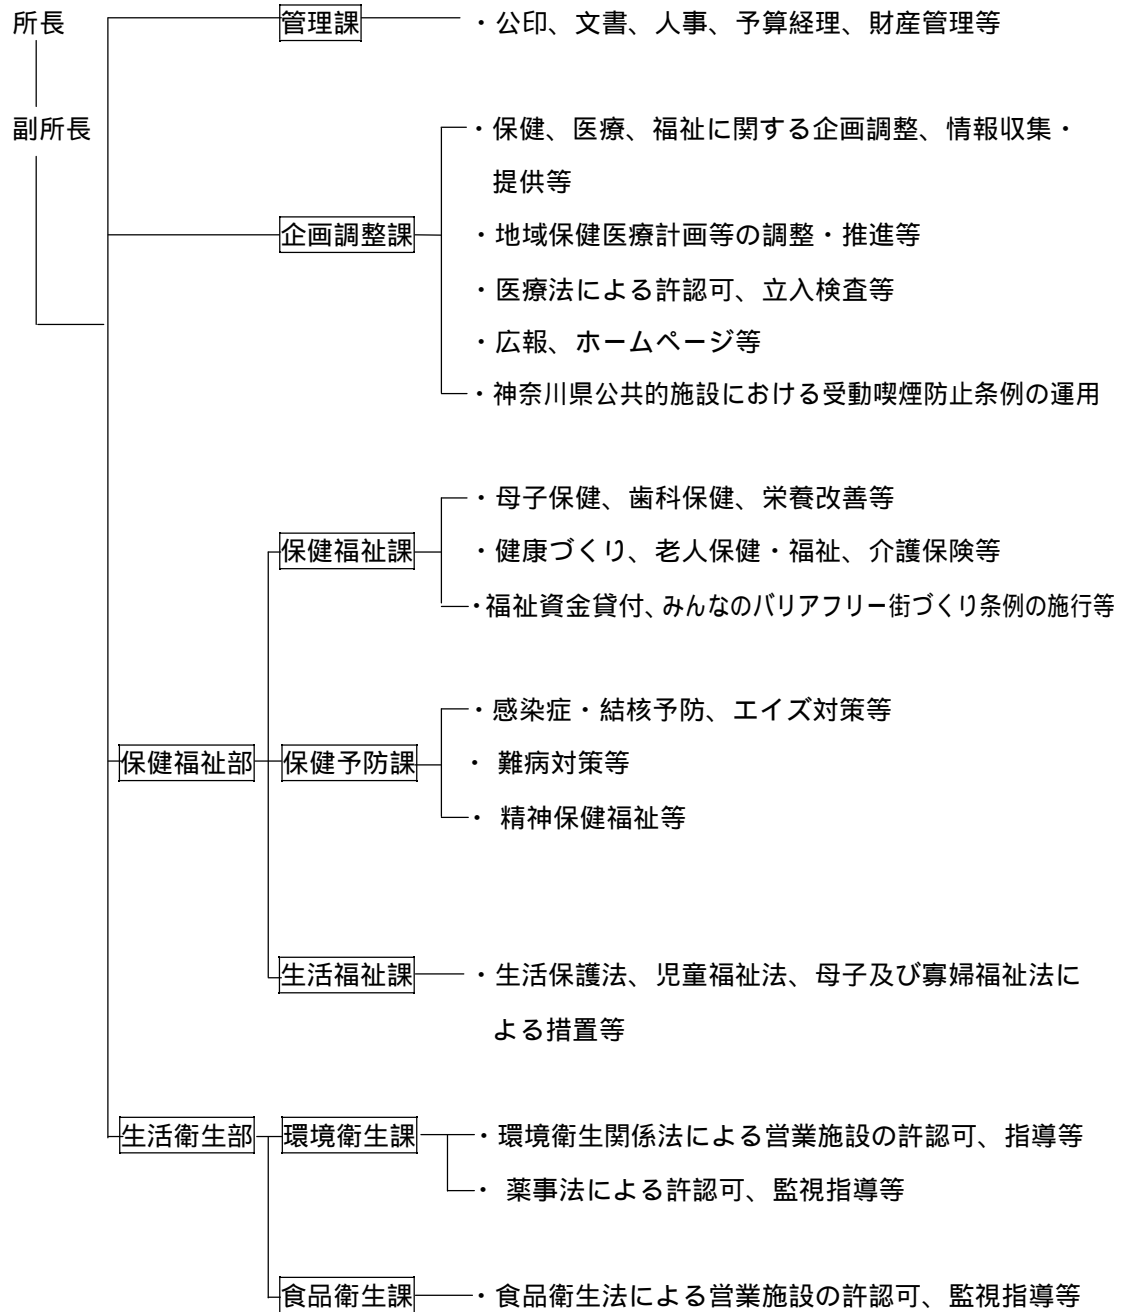 所長
管理課
・公印、文書、人事、予算経理、財産管理等
副所長
・保健、医療、福祉に関する企画調整、情報収集・
提供等
企画調整課
・地域保健医療計画等の調整・推進等
・医療法による許認可、立入検査等
・広報、ホームページ等
・神奈川県公共的施設における受動喫煙防止条例の運用
・母子保健、歯科保健、栄養改善等
保健福祉課
・健康づくり、老人保健・福祉、介護保険等
・福祉資金貸付、みんなのバリアフリー街づくり条例の施行等
・感染症・結核予防、エイズ対策等
保健福祉部
保健予防課
・ 難病対策等
・ 精神保健福祉等
生活福祉課
・生活保護法、児童福祉法、母子及び寡婦福祉法に
よる措置等
生活衛生部
環境衛生課
・環境衛生関係法による営業施設の許認可、指導等
・ 薬事法による許認可、監視指導等
食品衛生課
・食品衛生法による営業施設の許認可、監視指導等